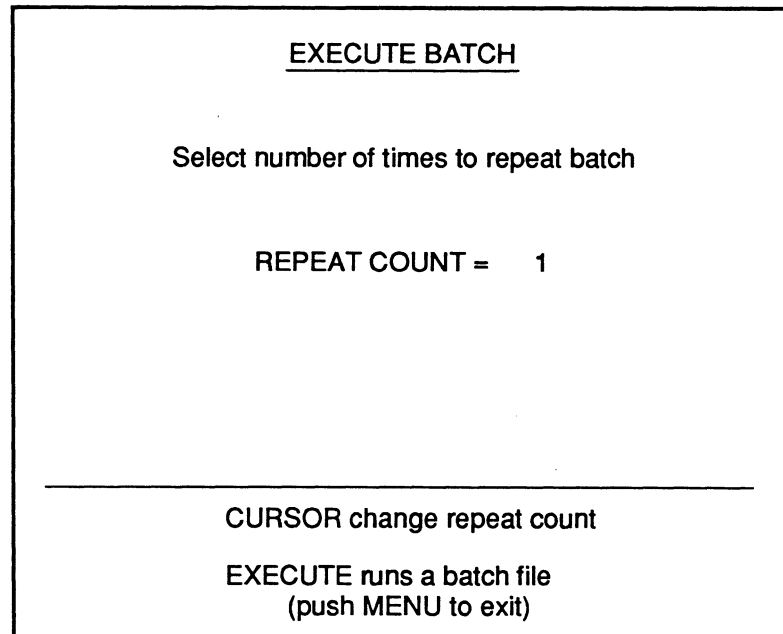 EXECUTE BATCH
Select number of times to repeat batch
REPEAT COUNT = 1
CURSOR change repeat count
EXECUTE runs a batch file
(push MENU to exit)